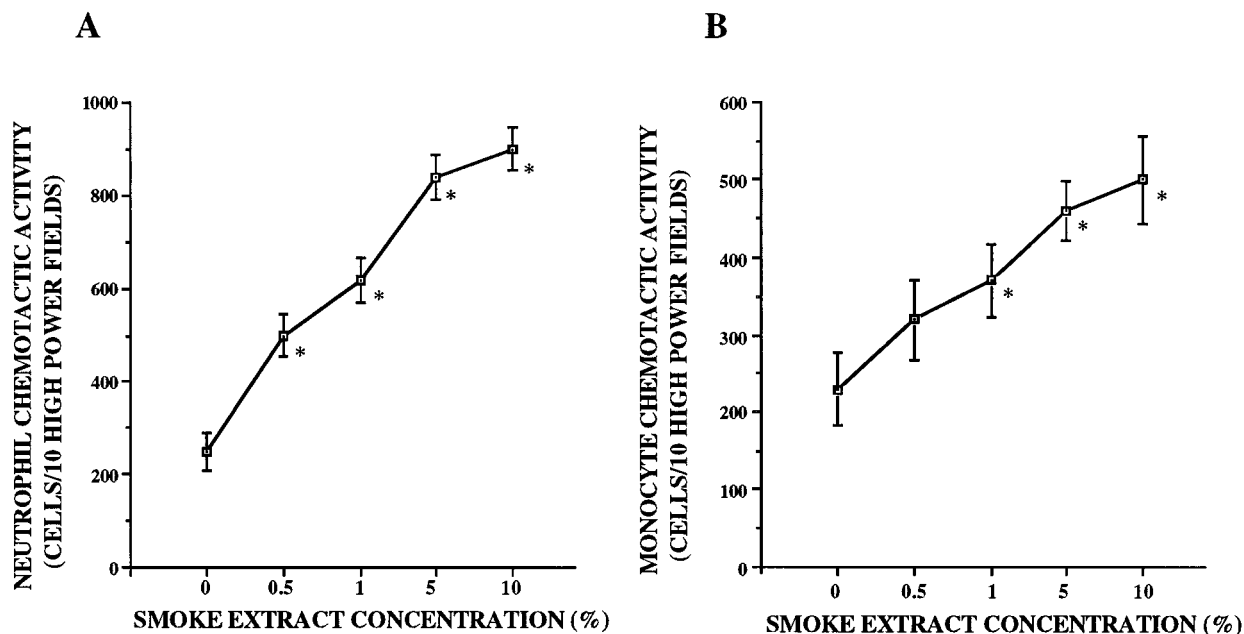 A
NEUTROPHIL CHEMOTACTIC ACTIVITY
(CELLS/10 HIGH POWER FIELDS)
1000
800
600
400
200
0
*
*
*
*
0 0.5 1 5 10
SMOKE EXTRACT CONCENTRATION (%)
B
MONOCYTE CHEMOTACTIC ACTIVITY
(CELLS/10 HIGH POWER FIELDS)
600
500
400
300
200
100
0
*
*
*
0 0.5 1 5 10
SMOKE EXTRACT CONCENTRATION (%)